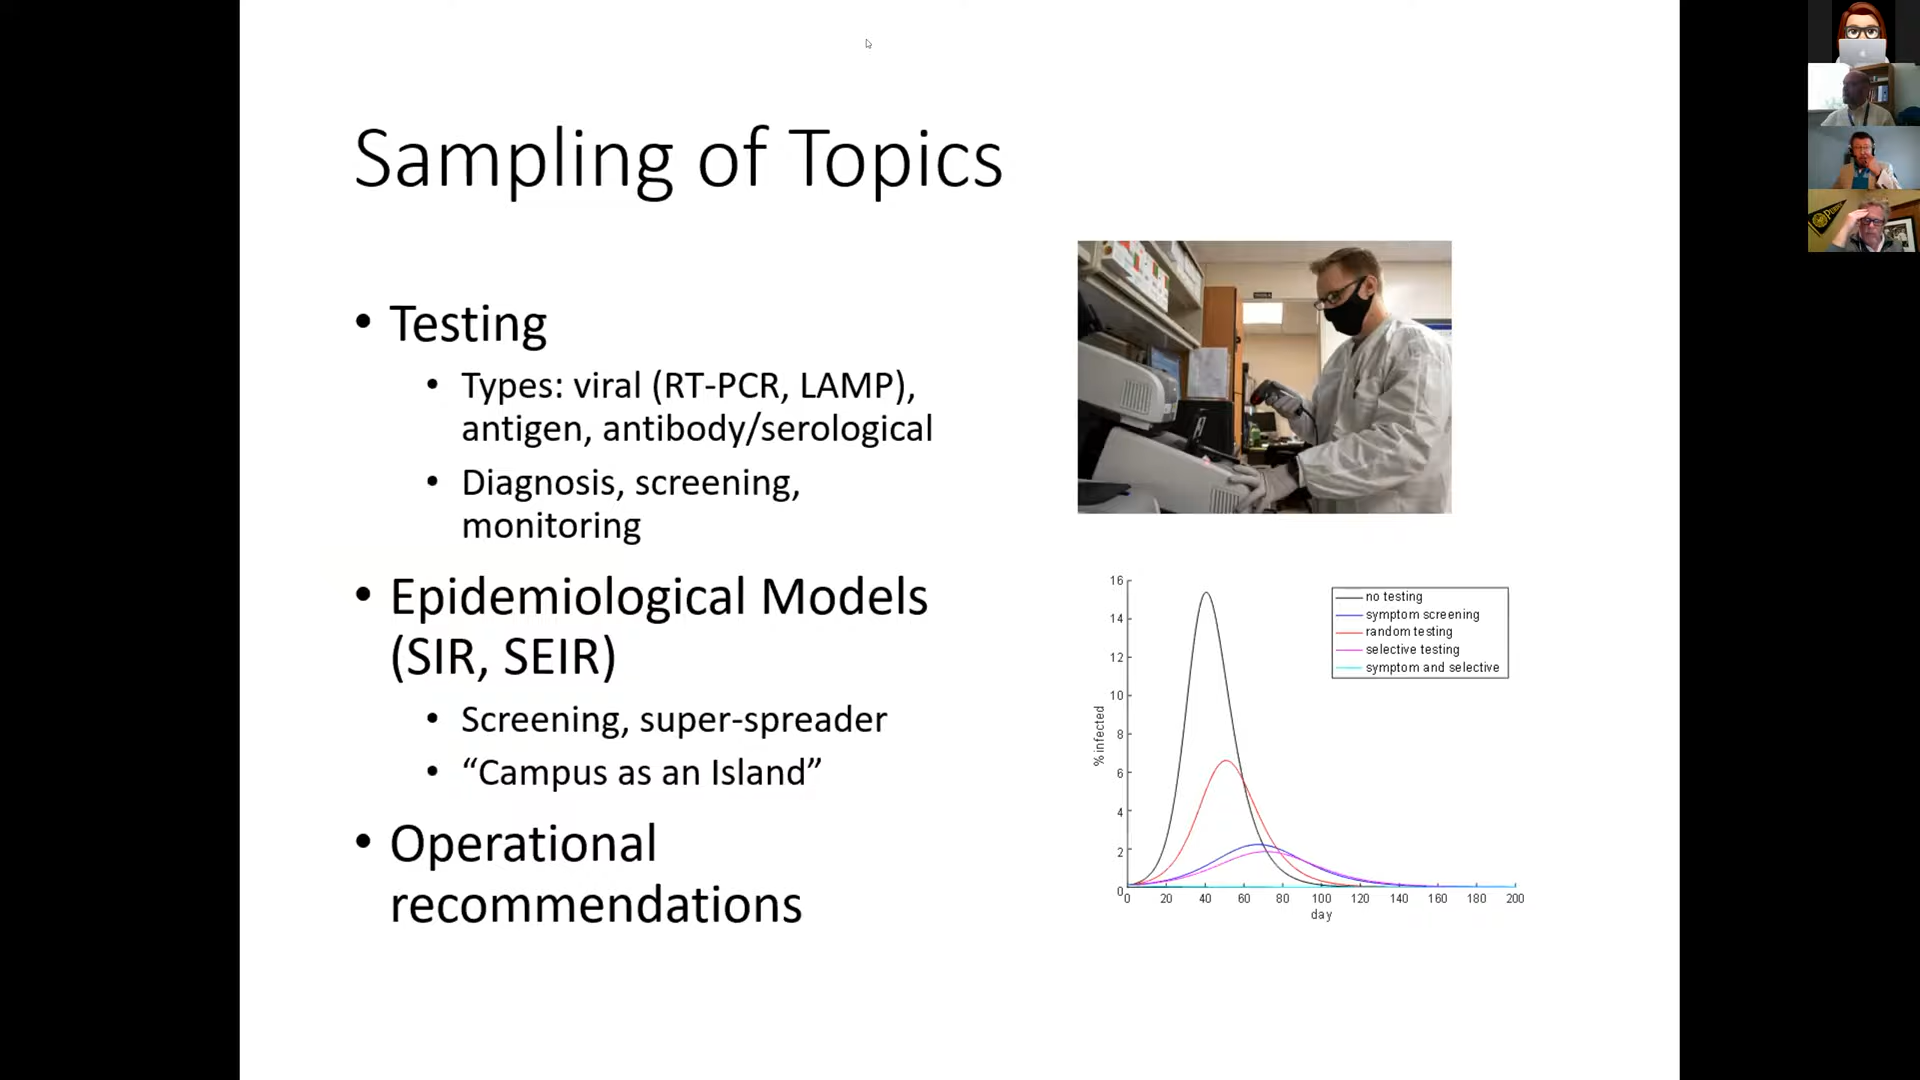 Sampling of Topics
• Testing
• Types: viral (RT-PCR, LAMP),
antigen, antibody/serological
• Diagnosis, screening,
monitoring
• Epidemiological Models
(SIR, SEIR)
• Screening, super-spreader
• “Campus as an Island”
• Operational
recommendations
no testing
symptom screening
random testing
selective testing
symptom and selective
% infected
16
14
12
10
8
6
4
2
0
0 20 40 60 80 100 120 140 160 180 200
day